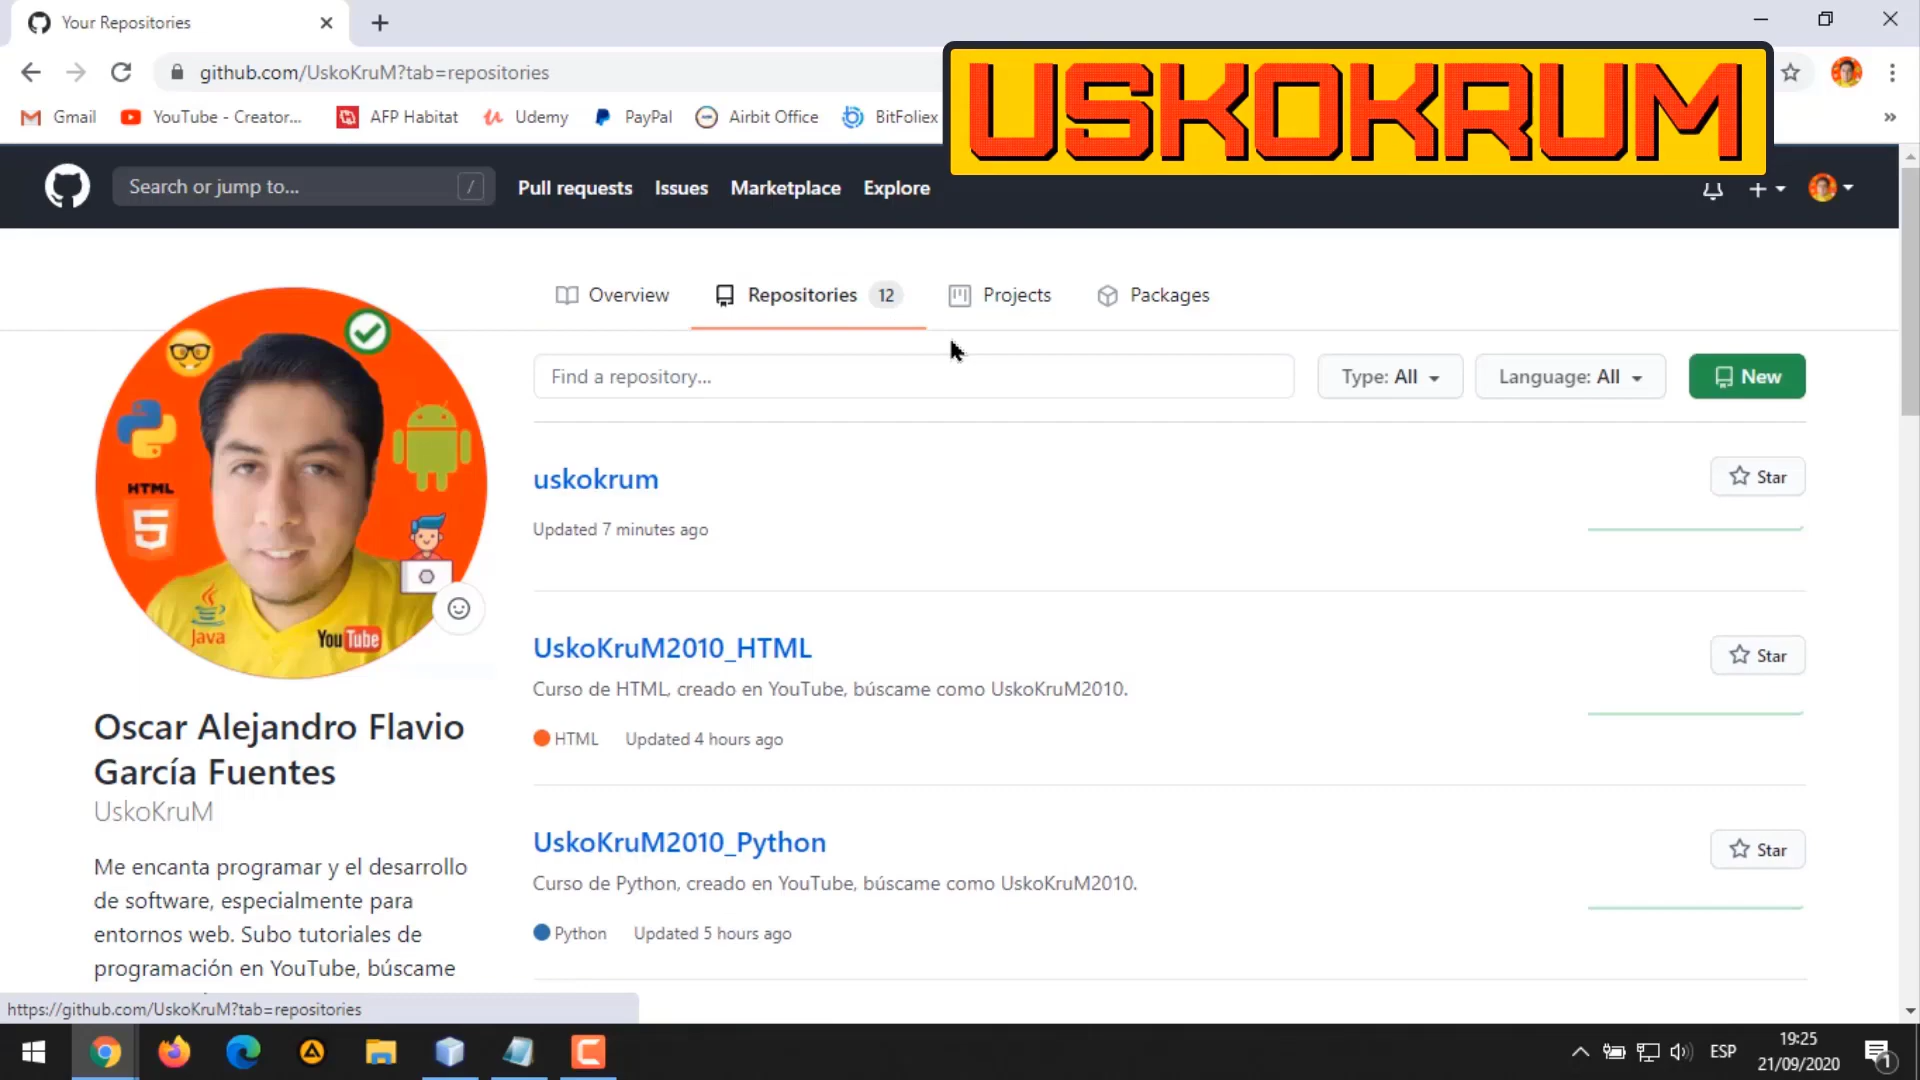 Your Repositories
github.com/UskoKruM?tab=repositories
USKOKRUM
Gmail
YouTube - Creator...
AFP Habitat
Udemy
PayPal
Airbit Office
BitFoliex
»
Search or jump to...
/
Pull requests
Issues
Marketplace
Explore
Overview
Repositories 12
Projects
Packages
Find a repository...
Type: All
Language: All
New
HTML
5
Java
YouTube
Oscar Alejandro Flavio
García Fuentes
UskoKruM
Me encanta programar y el desarrollo
de software, especialmente para
entornos web. Subo tutoriales de
programación en YouTube, búscame
uskokrum
Star
Updated 7 minutes ago
UskoKruM2010_HTML
Star
Curso de HTML, creado en YouTube, búscame como UskoKruM2010.
HTML Updated 4 hours ago
UskoKruM2010_Python
Star
Curso de Python, creado en YouTube, búscame como UskoKruM2010.
Python Updated 5 hours ago
https://github.com/UskoKruM?tab=repositories
ESP
19:25
21/09/2020
1